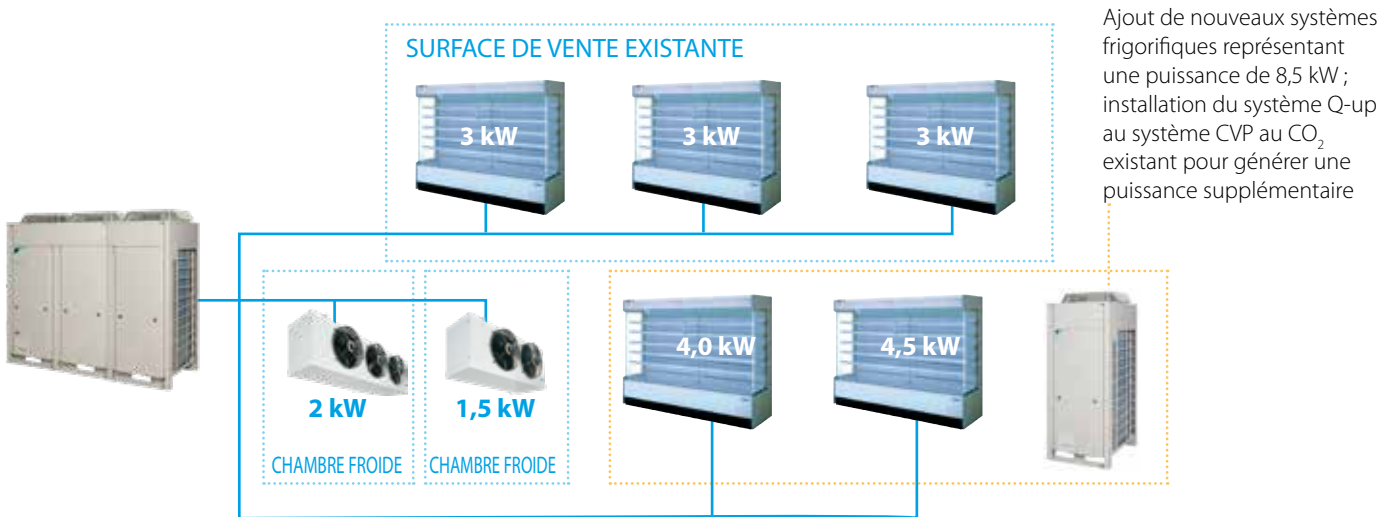 SURFACE DE VENTE EXISTANTE
3 kW
3 kW
3 kW
Ajout de nouveaux systèmes
frigorifiques représentant
une puissance de 8,5 kW ;
installation du système Q-up
au système CVP au CO₂
existant pour générer une
puissance supplémentaire
2 kW
CHAMBRE FROIDE
1,5 kW
CHAMBRE FROIDE
4,0 kW
4,5 kW